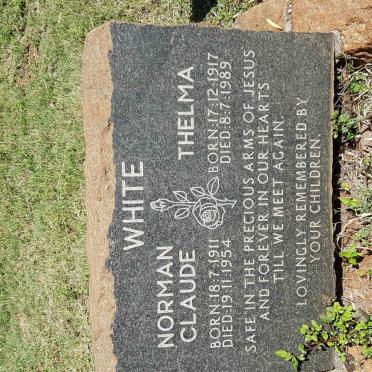 WHITE
NORMAN
CLAUDE
THELMA
BORN:18·7·1911
DIED:19·11·1954
BORN:17·12·1917
DIED:8·7·1989
SAFE IN THE PRECIOUS ARMS OF JESUS
AND FOREVER IN OUR HEARTS
TILL WE MEET AGAIN
LOVINGLY REMEMBERED BY
YOUR CHILDREN.